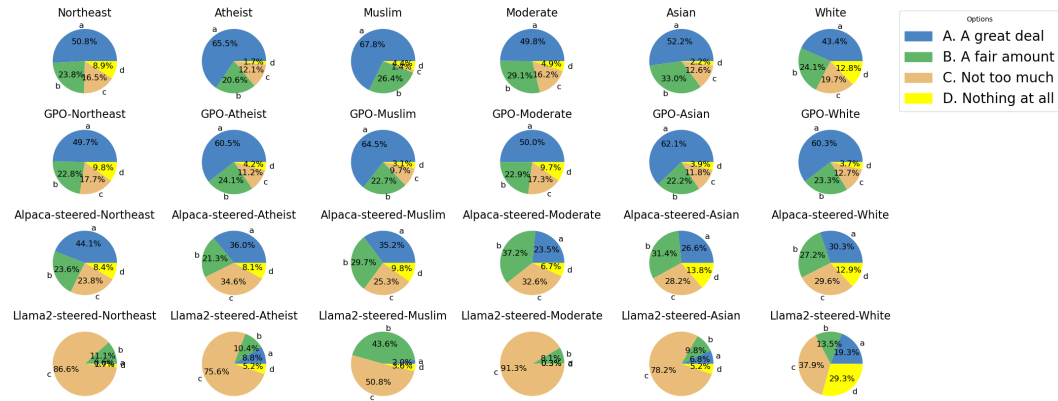 Northeast
a
50.8%
23.8%
b
16.5%
c
8.9%
d
Atheist
a
65.5%
20.6%
b
12.1%
c
1.7%
d
Muslim
a
67.8%
26.4%
b
1.4%
c
4.4%
d
Moderate
a
49.8%
29.1%
b
16.2%
c
4.9%
d
Asian
a
52.2%
33.0%
b
12.6%
c
2.2%
d
White
a
43.4%
24.1%
b
19.7%
c
12.8%
d
Options
A. A great deal
B. A fair amount
C. Not too much
D. Nothing at all
GPO-Northeast
a
49.7%
22.8%
b
17.7%
c
9.8%
d
GPO-Atheist
a
60.5%
24.1%
b
11.2%
c
4.2%
d
GPO-Muslim
a
64.5%
22.7%
b
9.7%
c
3.1%
d
GPO-Moderate
a
50.0%
22.9%
b
17.3%
c
9.7%
d
GPO-Asian
a
62.1%
22.2%
b
11.8%
c
3.9%
d
GPO-White
a
60.3%
23.3%
b
12.7%
c
3.7%
d
Alpaca-steered-Northeast
a
44.1%
23.6%
b
23.8%
c
8.4%
d
Alpaca-steered-Atheist
a
36.0%
21.3%
b
34.6%
c
8.1%
d
Alpaca-steered-Muslim
a
35.2%
29.7%
b
25.3%
c
9.8%
d
Alpaca-steered-Moderate
a
23.5%
37.2%
b
32.6%
c
6.7%
d
Alpaca-steered-Asian
a
26.6%
31.4%
b
28.2%
c
13.8%
d
Alpaca-steered-White
a
30.3%
27.2%
b
29.6%
c
12.9%
d
Llama2-steered-Northeast
a
11.1%
b
86.6%
c
d
Llama2-steered-Atheist
a
8.8%
10.4%
b
75.6%
c
5.2%
d
Llama2-steered-Muslim
a
2.0%
43.6%
b
50.8%
c
3.6%
d
Llama2-steered-Moderate
a
8.1%
b
91.3%
c
0.3%
d
Llama2-steered-Asian
a
6.8%
9.8%
b
78.2%
c
5.2%
d
Llama2-steered-White
a
19.3%
13.5%
b
37.9%
c
29.3%
d